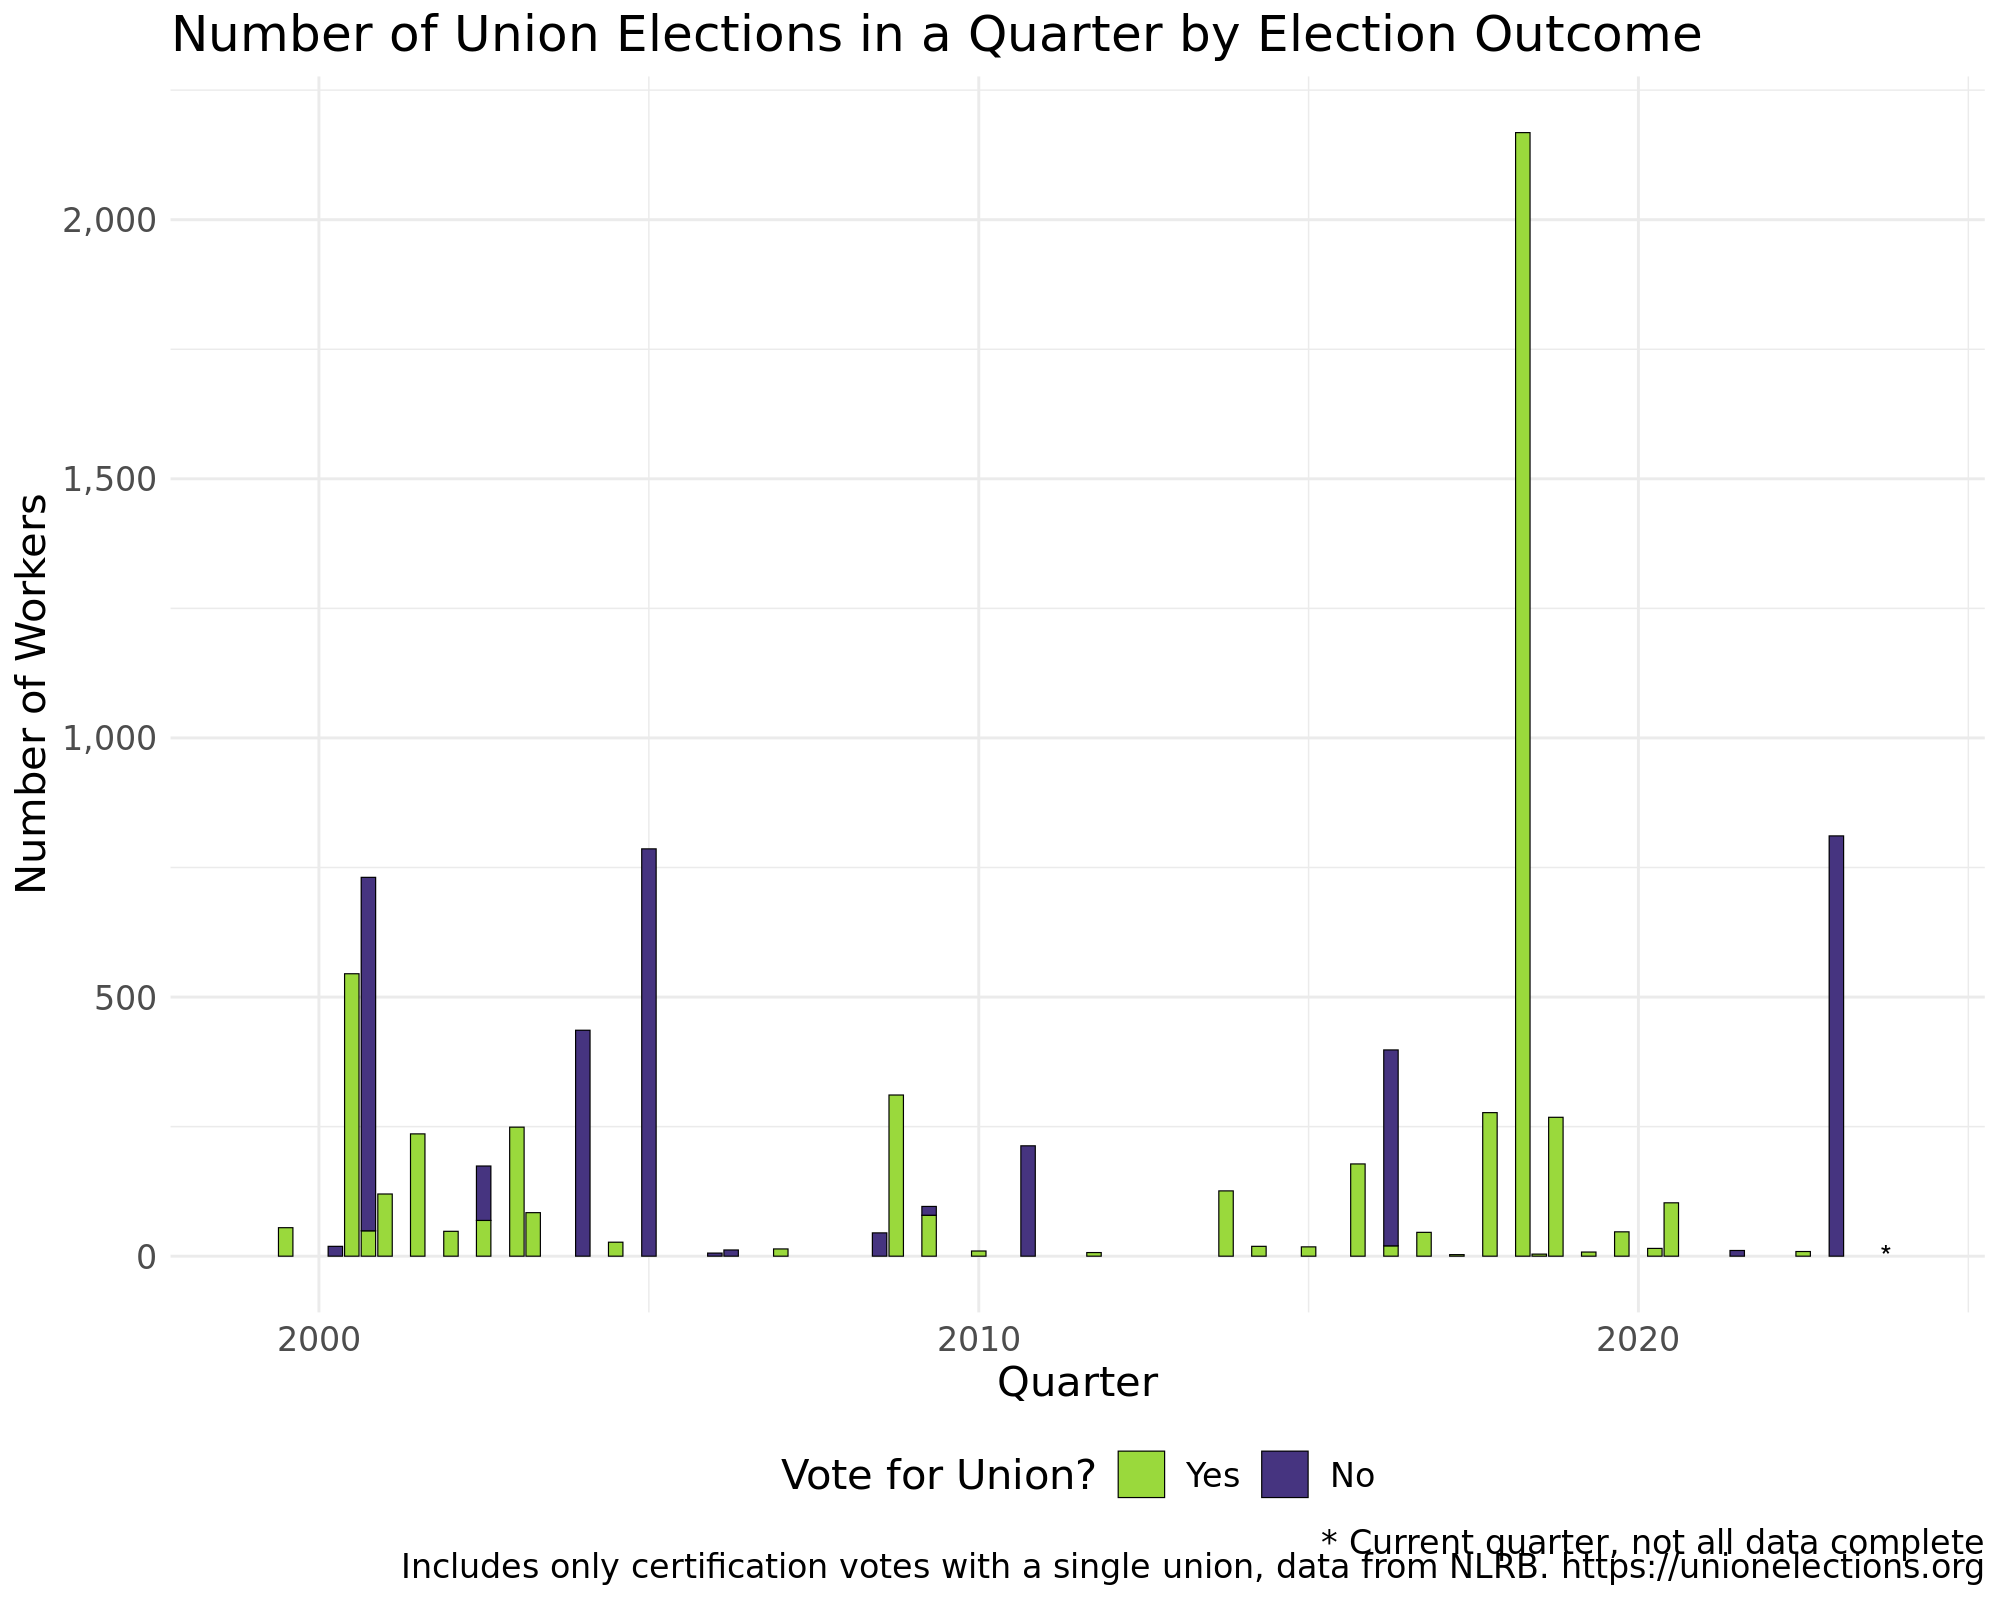 Number of Union Elections in a Quarter by Election Outcome
Number of Workers
2,000
1,500
1,000
500
0
*
2000
2010
2020
Quarter
Vote for Union?
Yes
No
* Current quarter, not all data complete
Includes only certification votes with a single union, data from NLRB. https://unionelections.org